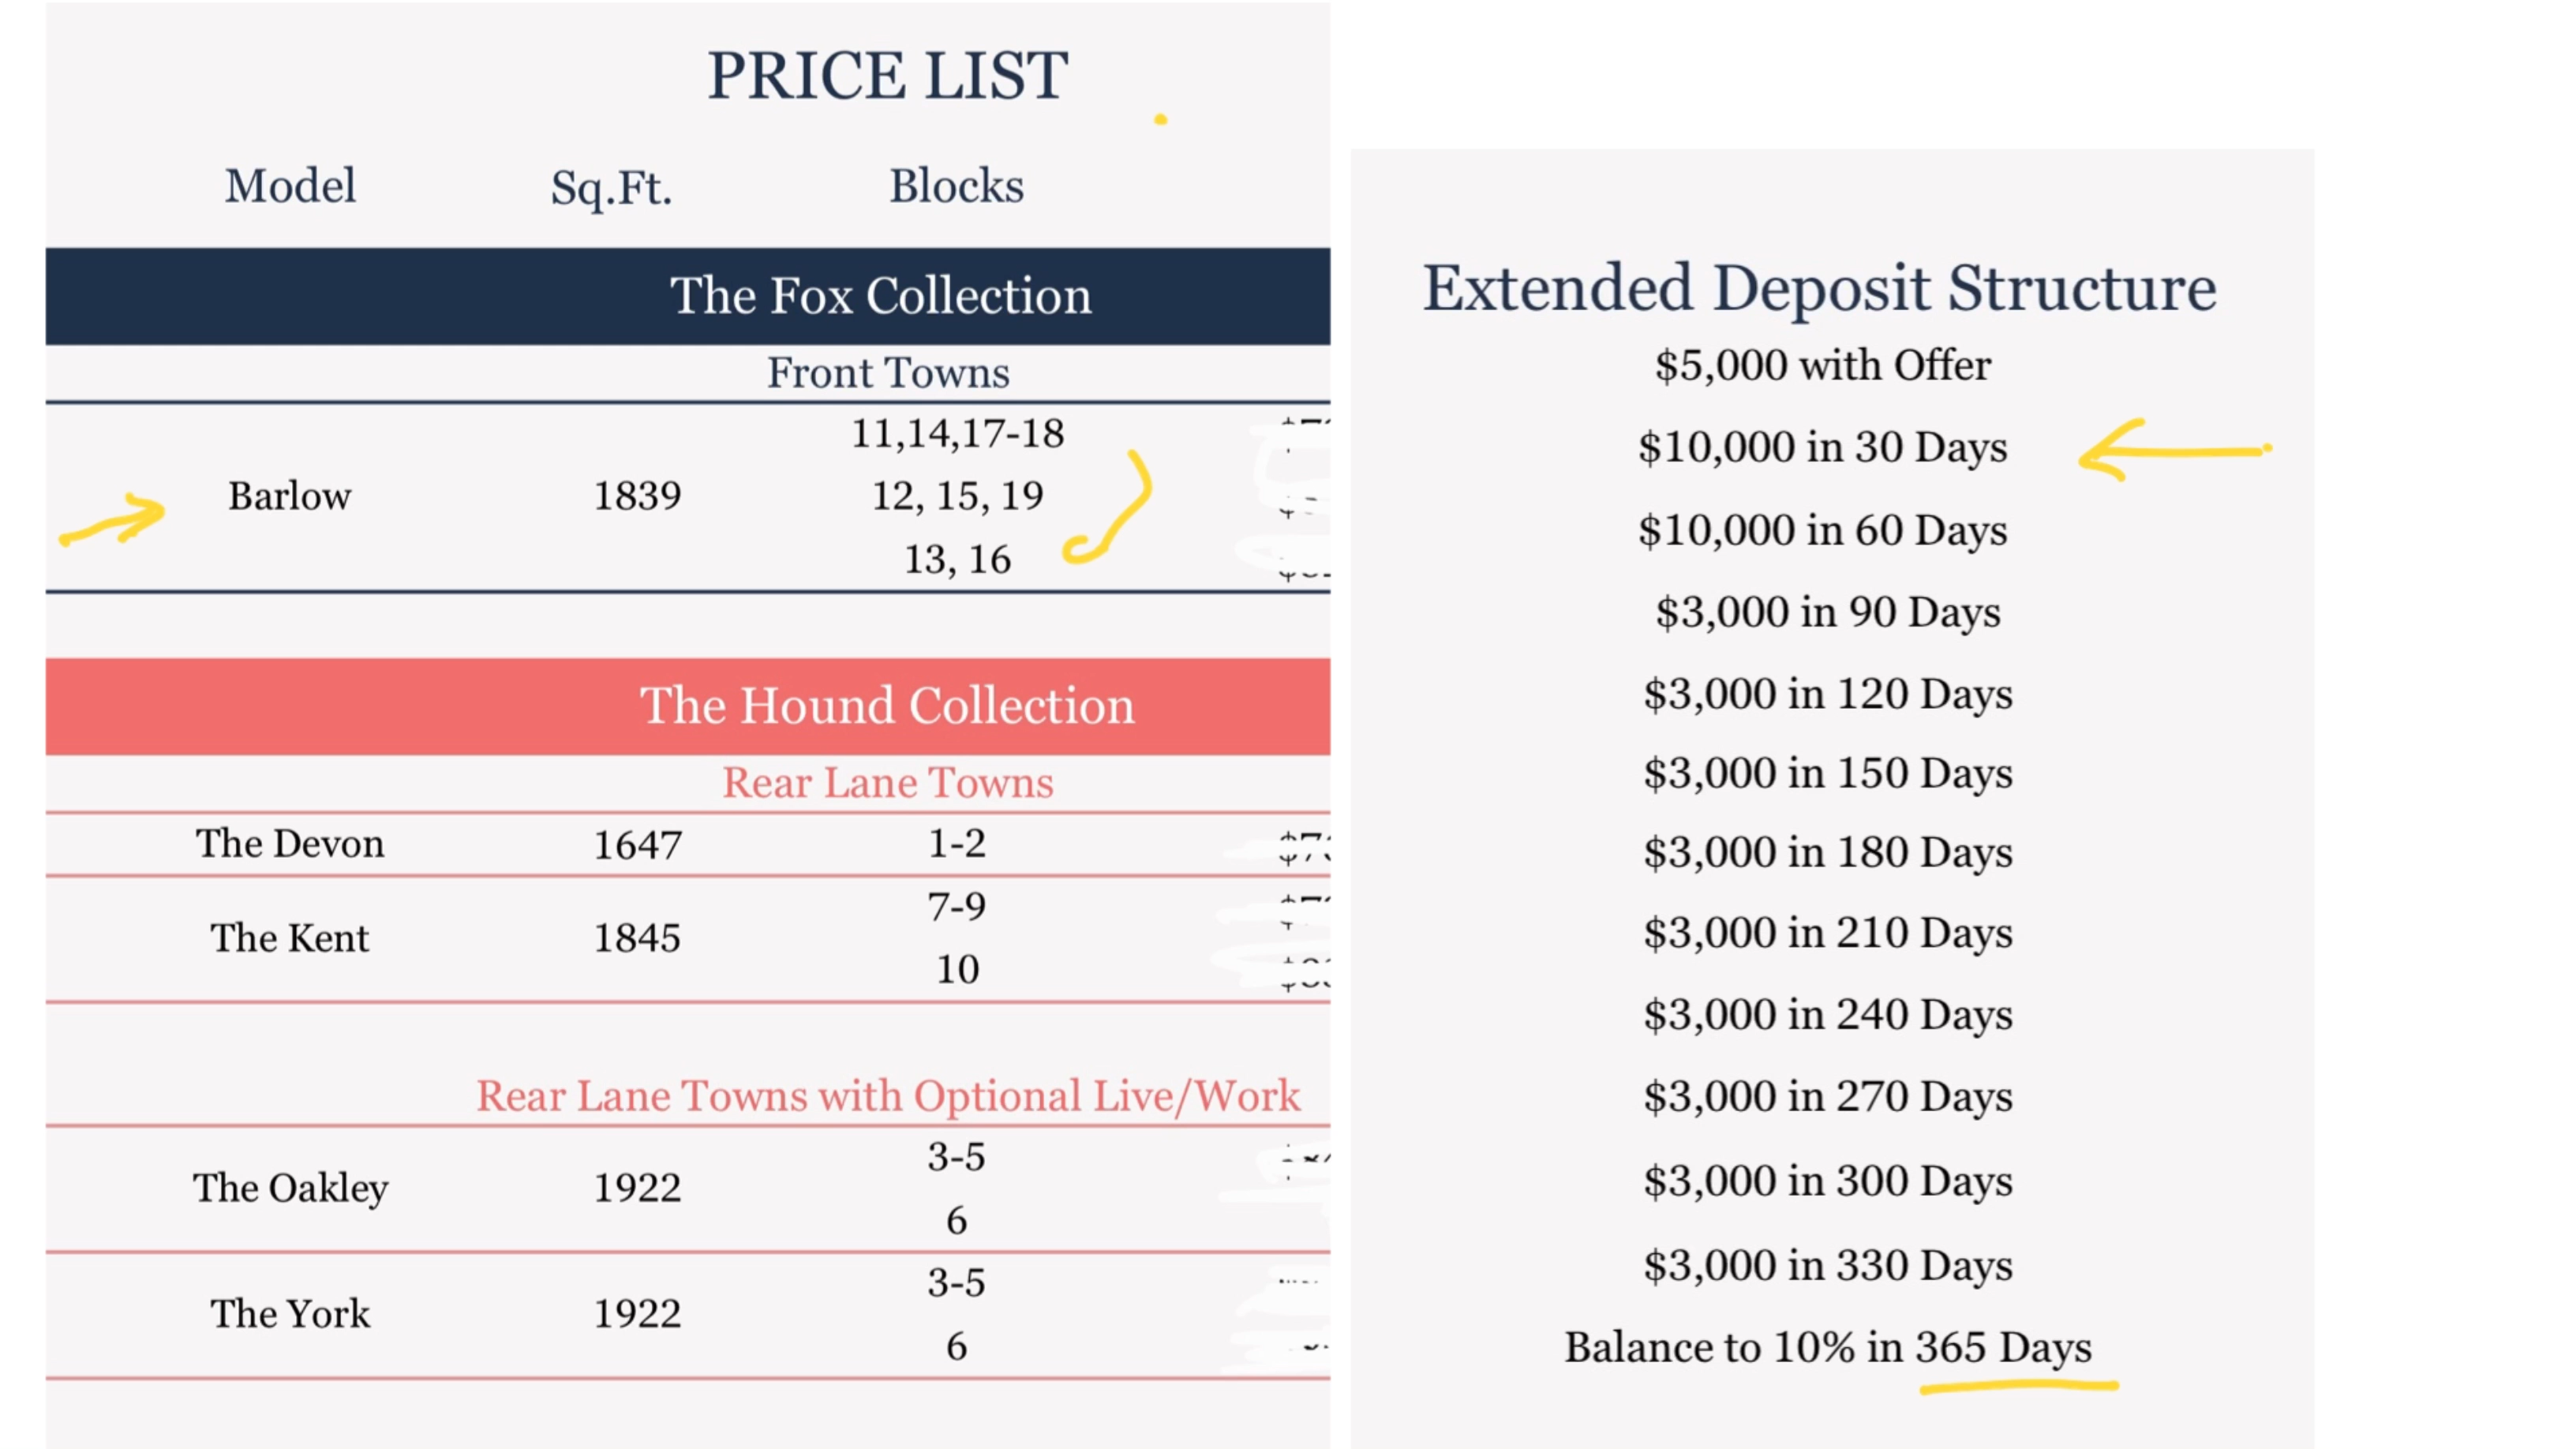 PRICE LIST
Model Sq.Ft. Blocks
The Fox Collection
Front Towns
11,14,17-18
Barlow 1839 12, 15, 19
13, 16
The Hound Collection
Rear Lane Towns
The Devon 1647 1-2
7-9
The Kent 1845
10
Rear Lane Towns with Optional Live/Work
3-5
The Oakley 1922
6
3-5
The York 1922
6
Extended Deposit Structure
$5,000 with Offer
$10,000 in 30 Days
$10,000 in 60 Days
$3,000 in 90 Days
$3,000 in 120 Days
$3,000 in 150 Days
$3,000 in 180 Days
$3,000 in 210 Days
$3,000 in 240 Days
$3,000 in 270 Days
$3,000 in 300 Days
$3,000 in 330 Days
Balance to 10% in 365 Days